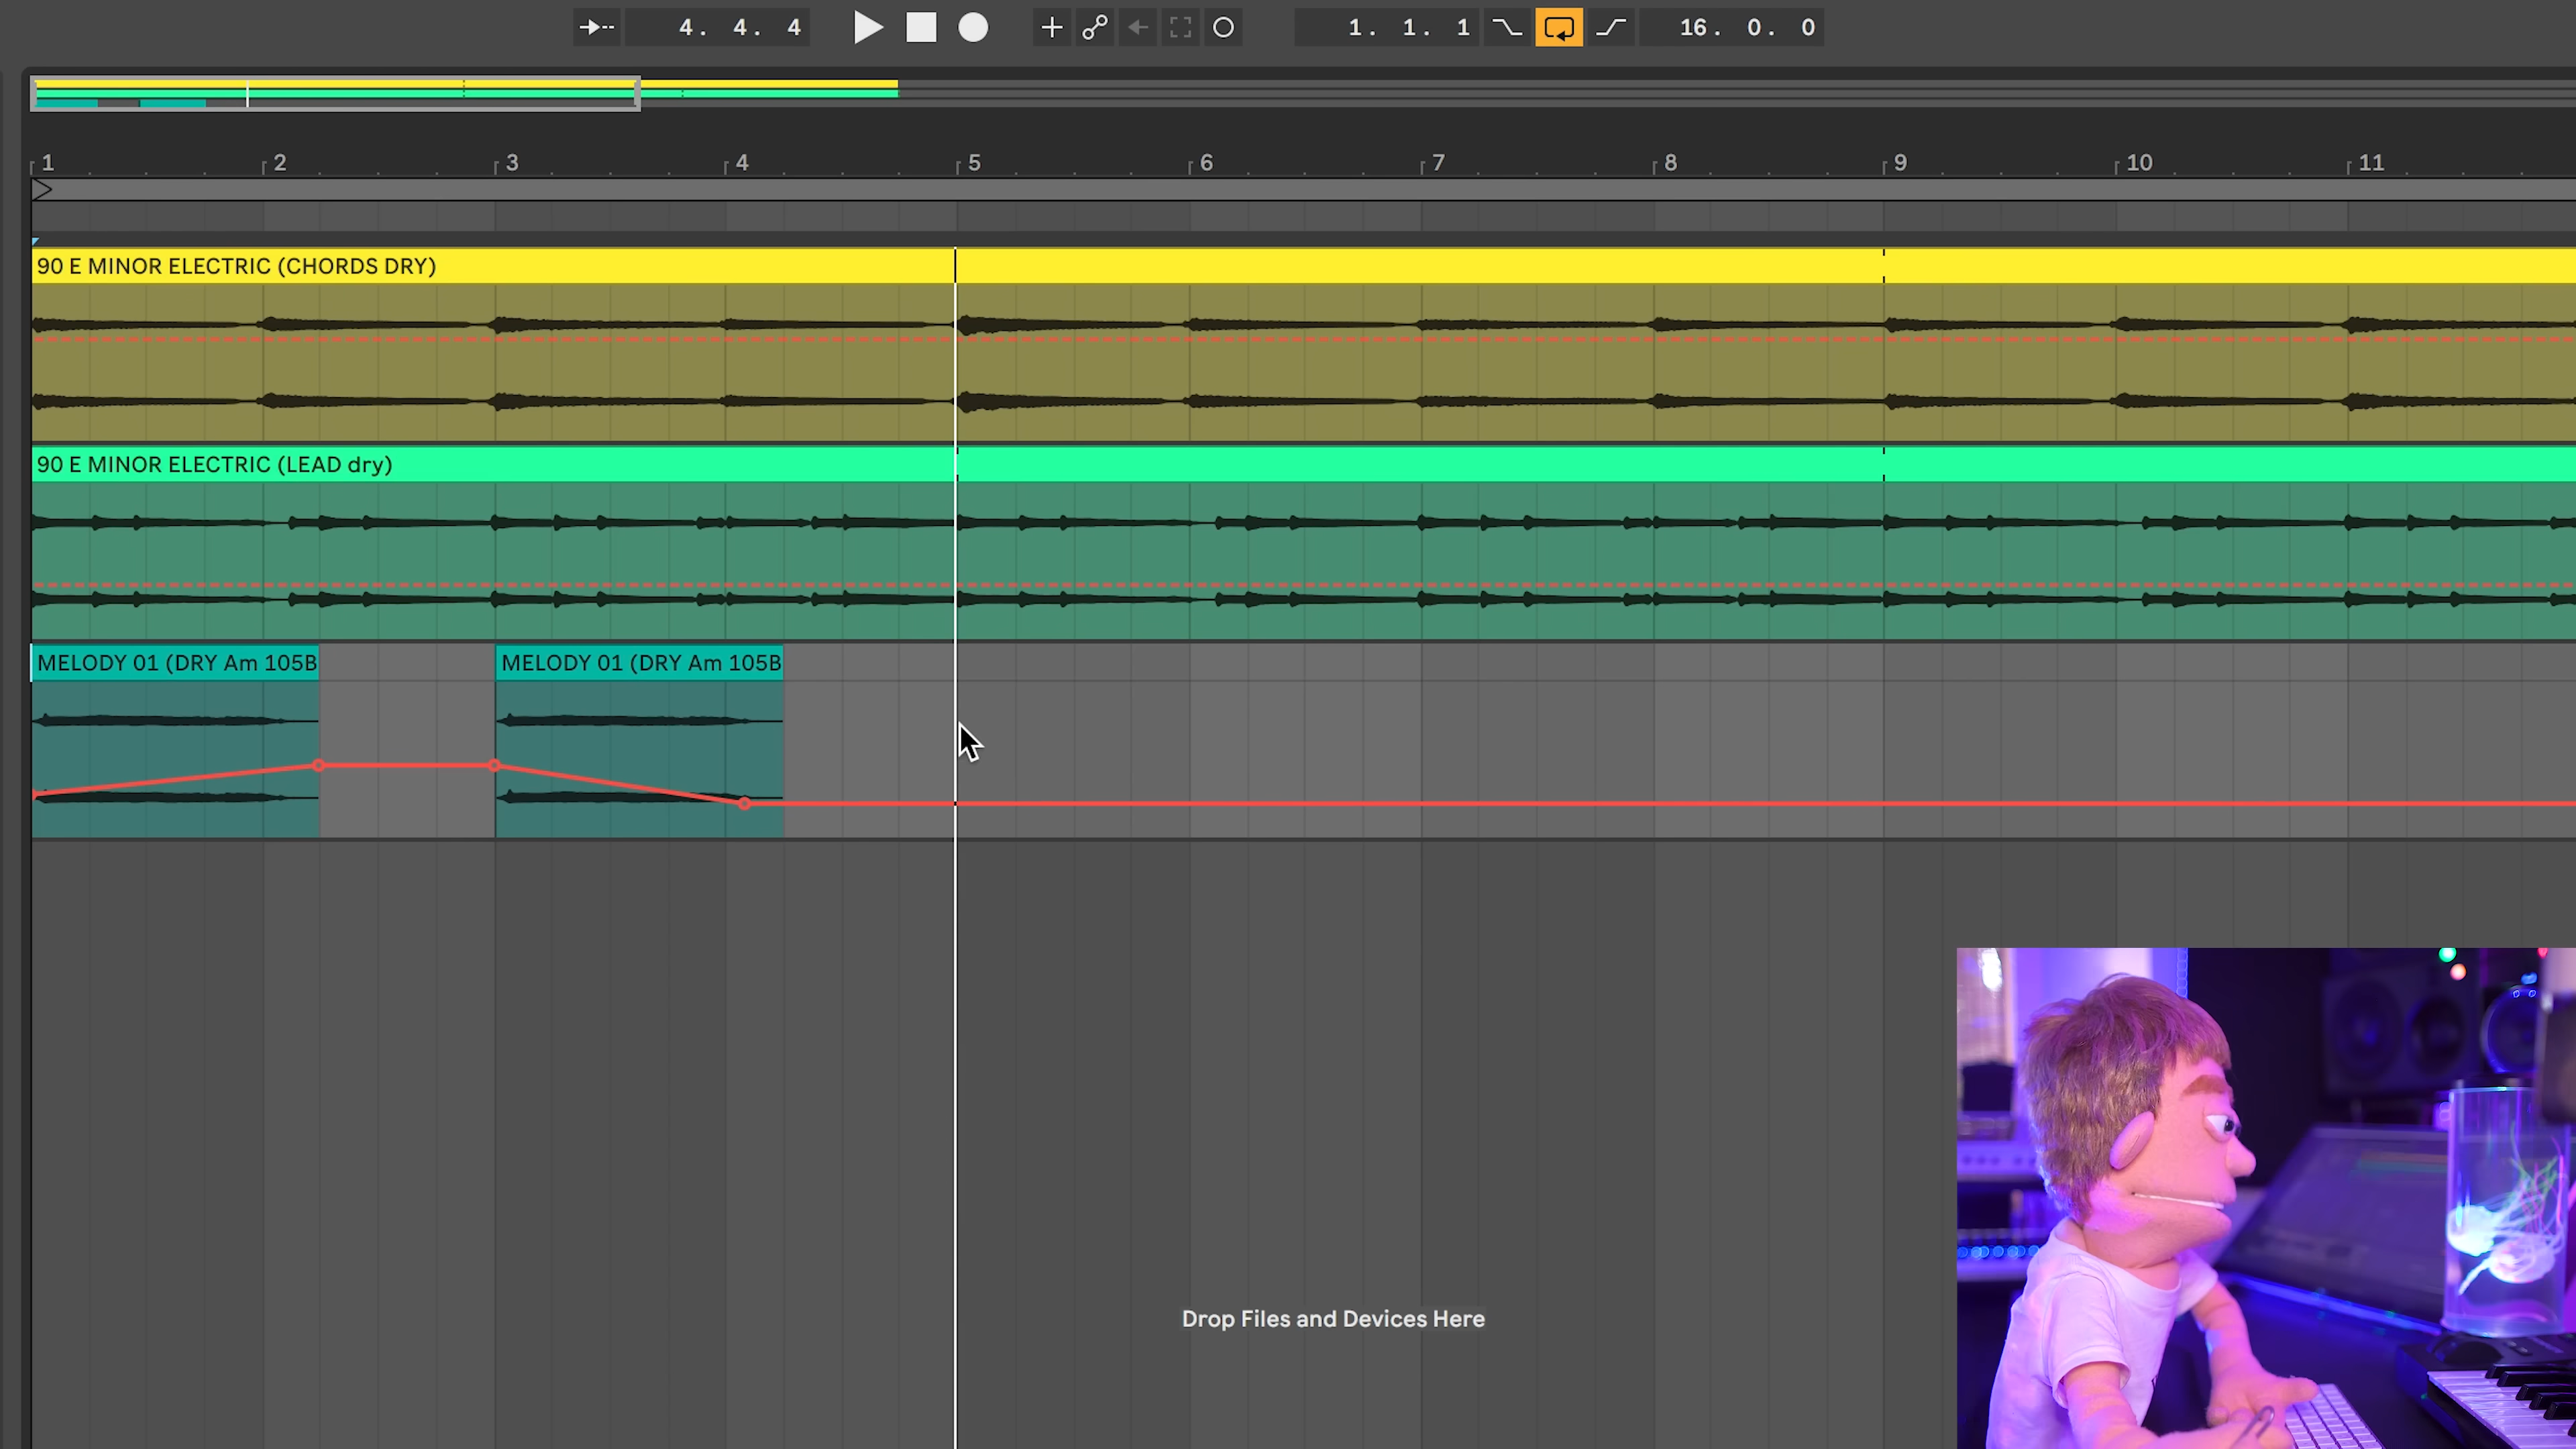 4. 4. 4 1. 1. 1 16. 0. 0
1 2 3 4 5 6 7 8 9 10 11
90 E MINOR ELECTRIC (CHORDS DRY)
90 E MINOR ELECTRIC (LEAD dry)
MELODY 01 (DRY Am 105B MELODY 01 (DRY Am 105B
Drop Files and Devices Here